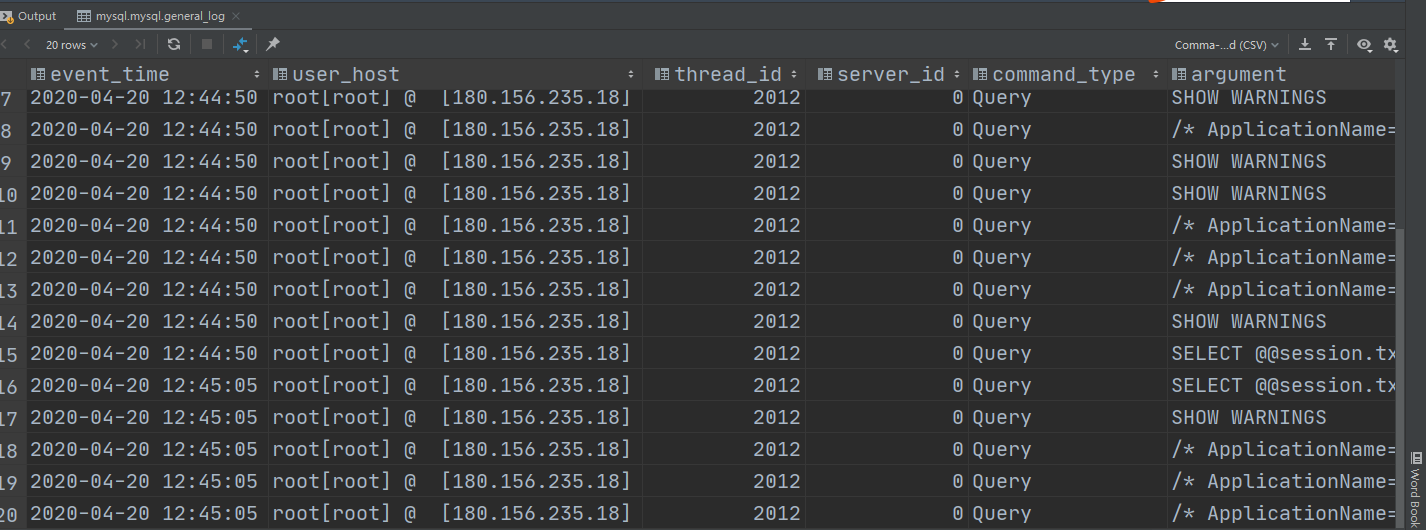 Output mysql.mysql.general_log
20 rows Comma-...d (CSV)
event_time user_host thread_id server_id command_type argument
7 2020-04-20 12:44:50 root[root] @ [180.156.235.18] 2012 0 Query SHOW WARNINGS
8 2020-04-20 12:44:50 root[root] @ [180.156.235.18] 2012 0 Query /* ApplicationName=
9 2020-04-20 12:44:50 root[root] @ [180.156.235.18] 2012 0 Query SHOW WARNINGS
10 2020-04-20 12:44:50 root[root] @ [180.156.235.18] 2012 0 Query SHOW WARNINGS
11 2020-04-20 12:44:50 root[root] @ [180.156.235.18] 2012 0 Query /* ApplicationName=
12 2020-04-20 12:44:50 root[root] @ [180.156.235.18] 2012 0 Query /* ApplicationName=
13 2020-04-20 12:44:50 root[root] @ [180.156.235.18] 2012 0 Query /* ApplicationName=
14 2020-04-20 12:44:50 root[root] @ [180.156.235.18] 2012 0 Query SHOW WARNINGS
15 2020-04-20 12:44:50 root[root] @ [180.156.235.18] 2012 0 Query SELECT @@session.tx
16 2020-04-20 12:45:05 root[root] @ [180.156.235.18] 2012 0 Query SELECT @@session.tx
17 2020-04-20 12:45:05 root[root] @ [180.156.235.18] 2012 0 Query SHOW WARNINGS
18 2020-04-20 12:45:05 root[root] @ [180.156.235.18] 2012 0 Query /* ApplicationName=
19 2020-04-20 12:45:05 root[root] @ [180.156.235.18] 2012 0 Query /* ApplicationName=
20 2020-04-20 12:45:05 root[root] @ [180.156.235.18] 2012 0 Query /* ApplicationName=
Word Book